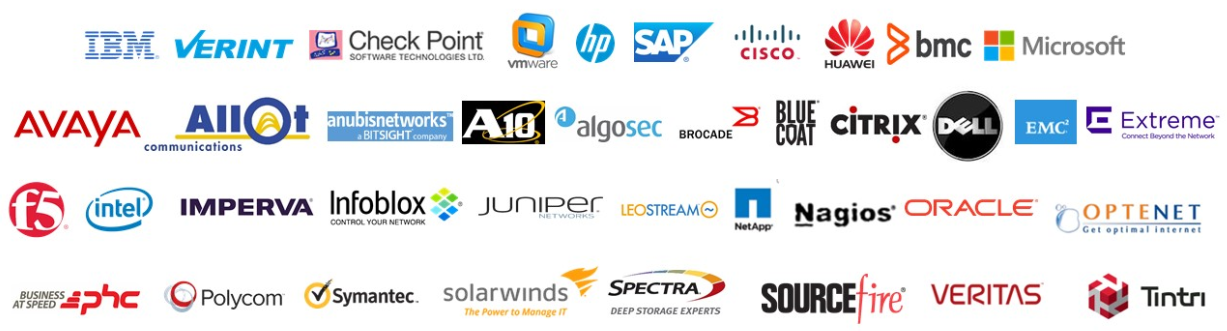 IBM
VERINT
Check Point
SOFTWARE TECHNOLOGIES LTD.
vmware
hp
SAP
CISCO
HUAWEI
bmc
Microsoft
AVAYA
Allot
communications
anubisnetworks
a BITSIGHT company
A10
algosec
BROCADE
BLUE
COAT
CİTRIX
DELL
EMC²
Extreme
Connect Beyond the Network
f5
intel
IMPERVA
Infoblox
CONTROL YOUR NETWORK
JUNIPER
NETWORKS
LEOSTREAM
NetApp
Nagios
ORACLE
OPTENET
Get optimal internet
BUSINESS
AT SPEED
phc
Polycom
Symantec.
solarwinds
The Power to Manage IT
SPECTRA
DEEP STORAGE EXPERTS
SOURCEfire
VERITAS
Tintri